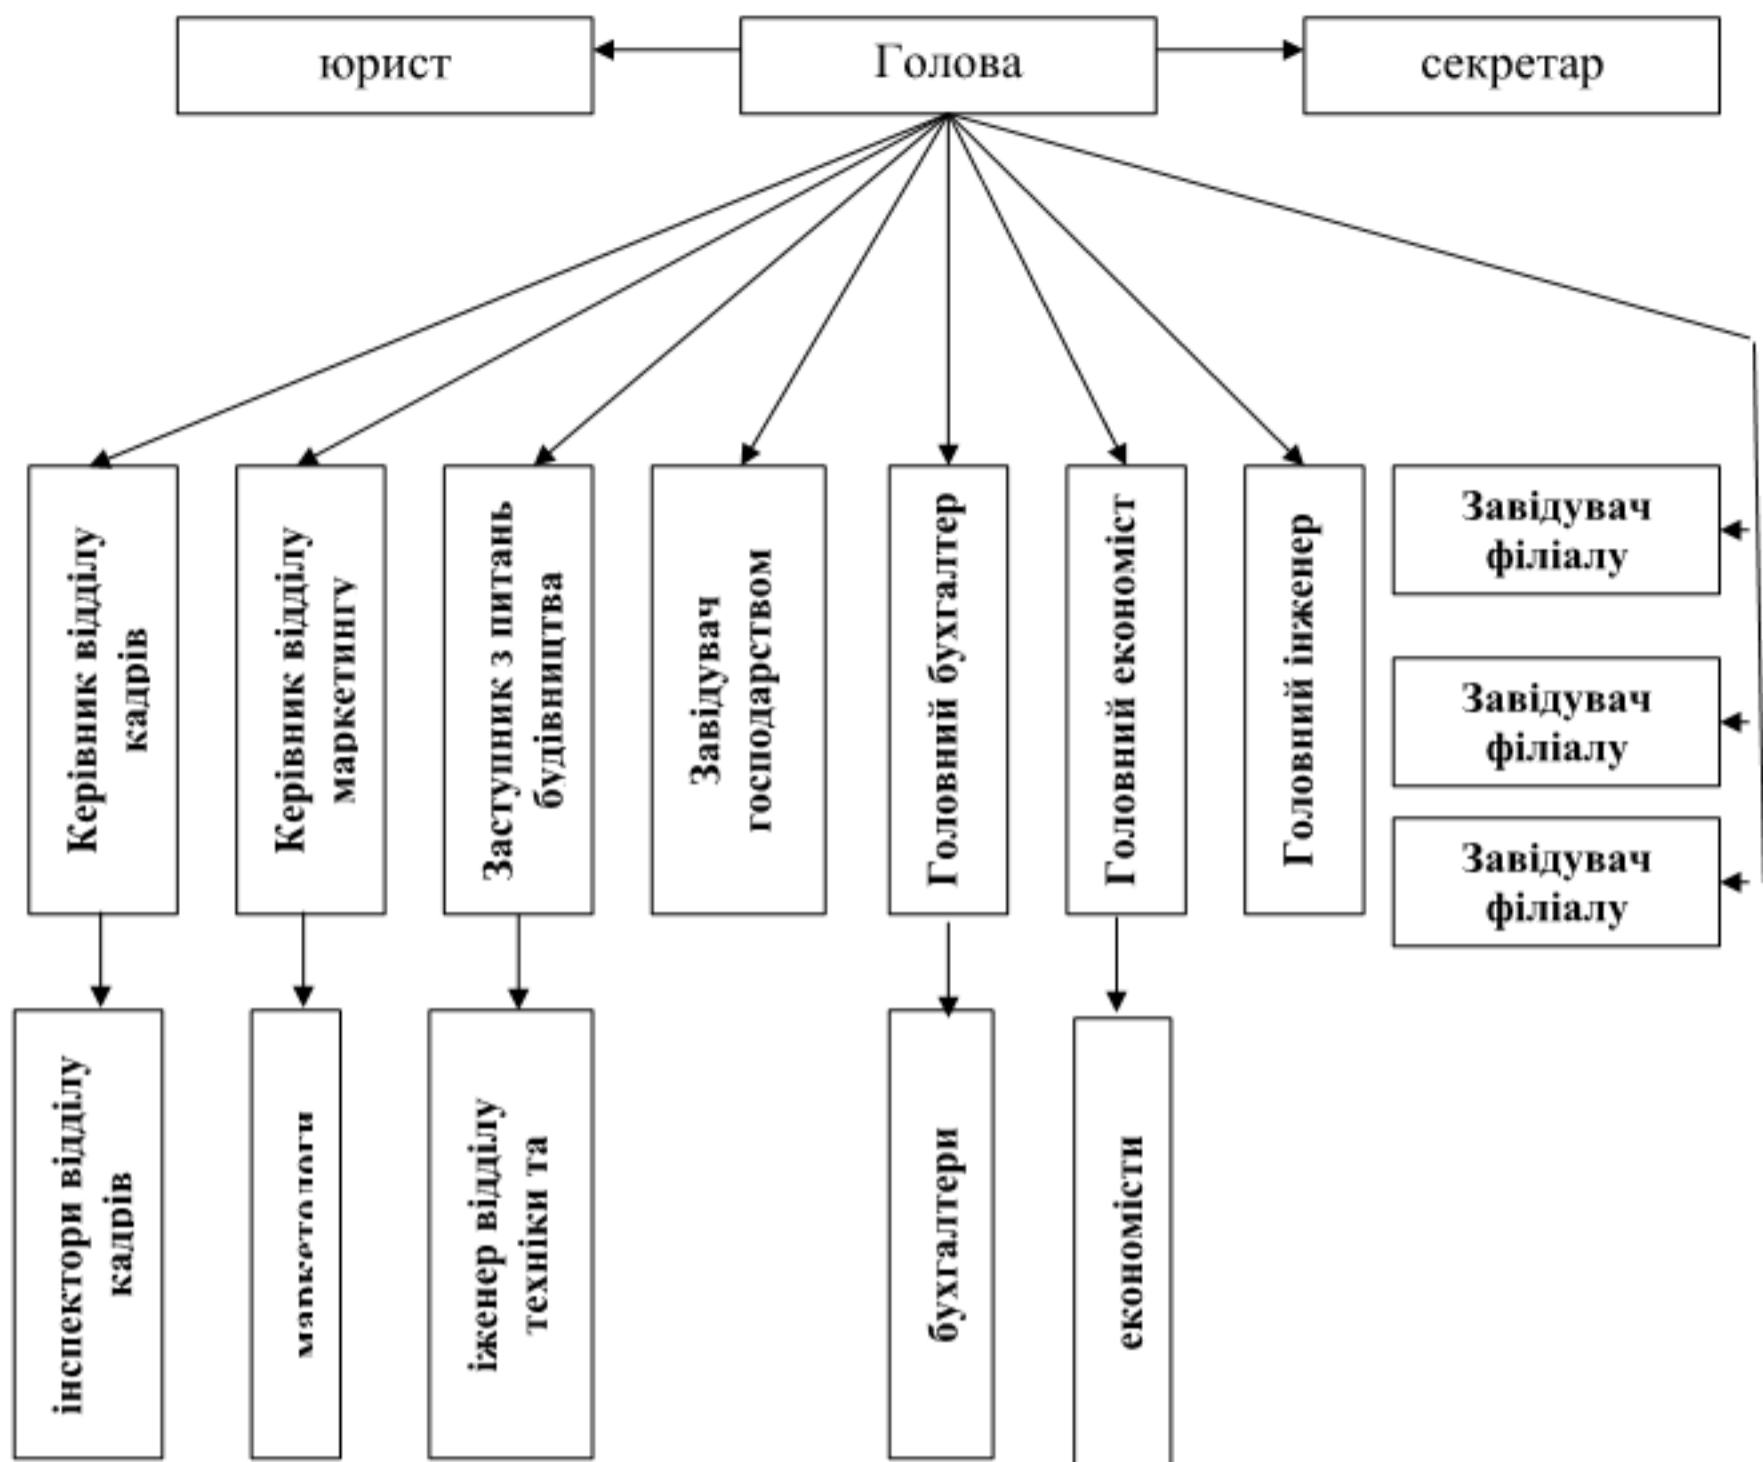 юрист
Голова
секретар
Керівник відділу
кадрів
Керівник відділу
маркетингу
Заступник з питань
будівництва
Завідувач
господарством
Головний бухгалтер
Головний економіст
Головний інженер
Завідувач
філіалу
Завідувач
філіалу
Завідувач
філіалу
інспектори відділу
кадрів
маркетологи
іженер відділу
техніки та
бухгалтери
економісти